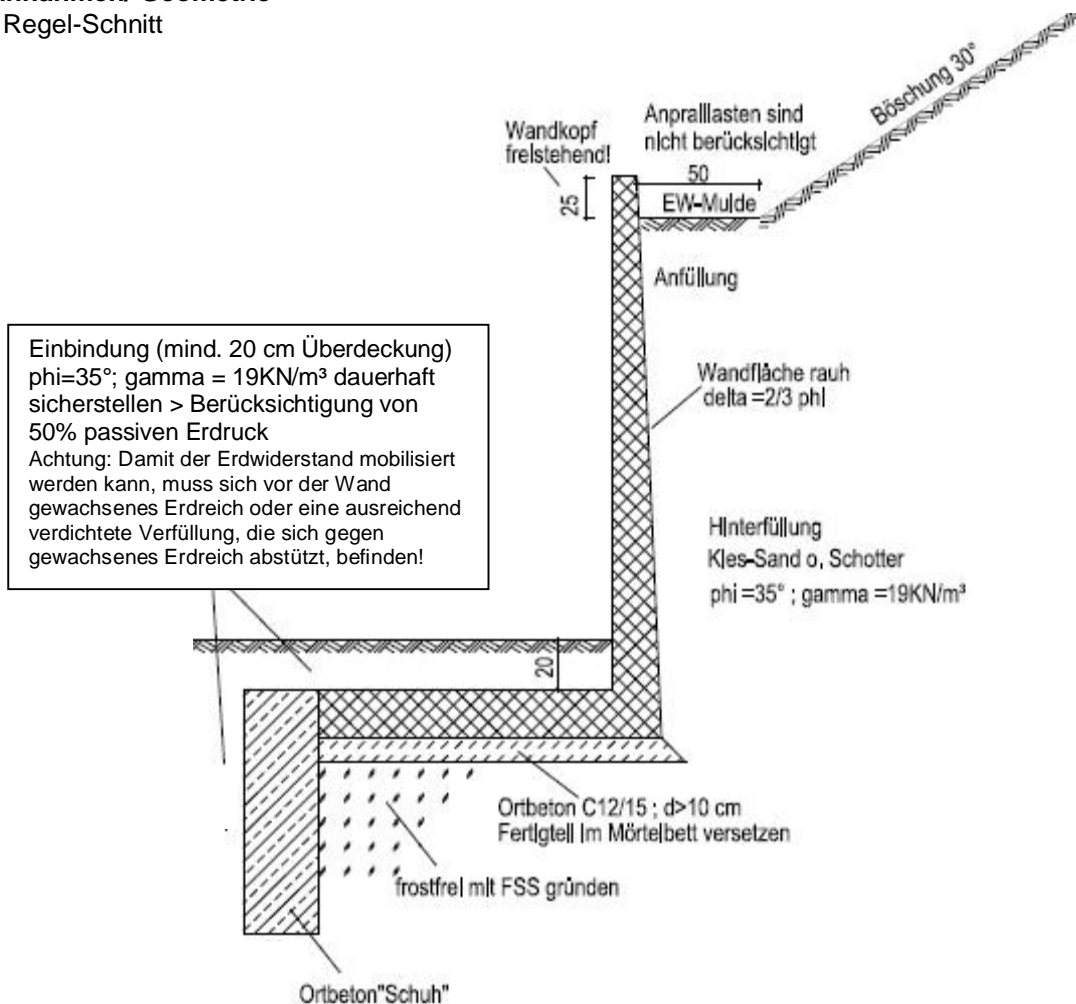 Regel-Schnitt
Böschung 30°
Anpralllasten sind
nicht berücksichtigt
Wandkopf
freistehend!
50
25
EW-Mulde
Anfüllung
Einbindung (mind. 20 cm Überdeckung)
phi=35°; gamma = 19KN/m³ dauerhaft
sicherstellen > Berücksichtigung von
50% passiven Erdruck
Achtung: Damit der Erdwiderstand mobilisiert
werden kann, muss sich vor der Wand
gewachsenes Erdreich oder eine ausreichend
verdichtete Verfüllung, die sich gegen
gewachsenes Erdreich abstützt, befinden!
Wandfläche rauh
delta =2/3 phi
Hinterfüllung
Kies-Sand o. Schotter
phi =35° ; gamma =19KN/m³
20
Ortbeton C12/15 ; d>10 cm
Fertigteil im Mörtelbett versetzen
frostfrei mit FSS gründen
Ortbeton"Schuh"